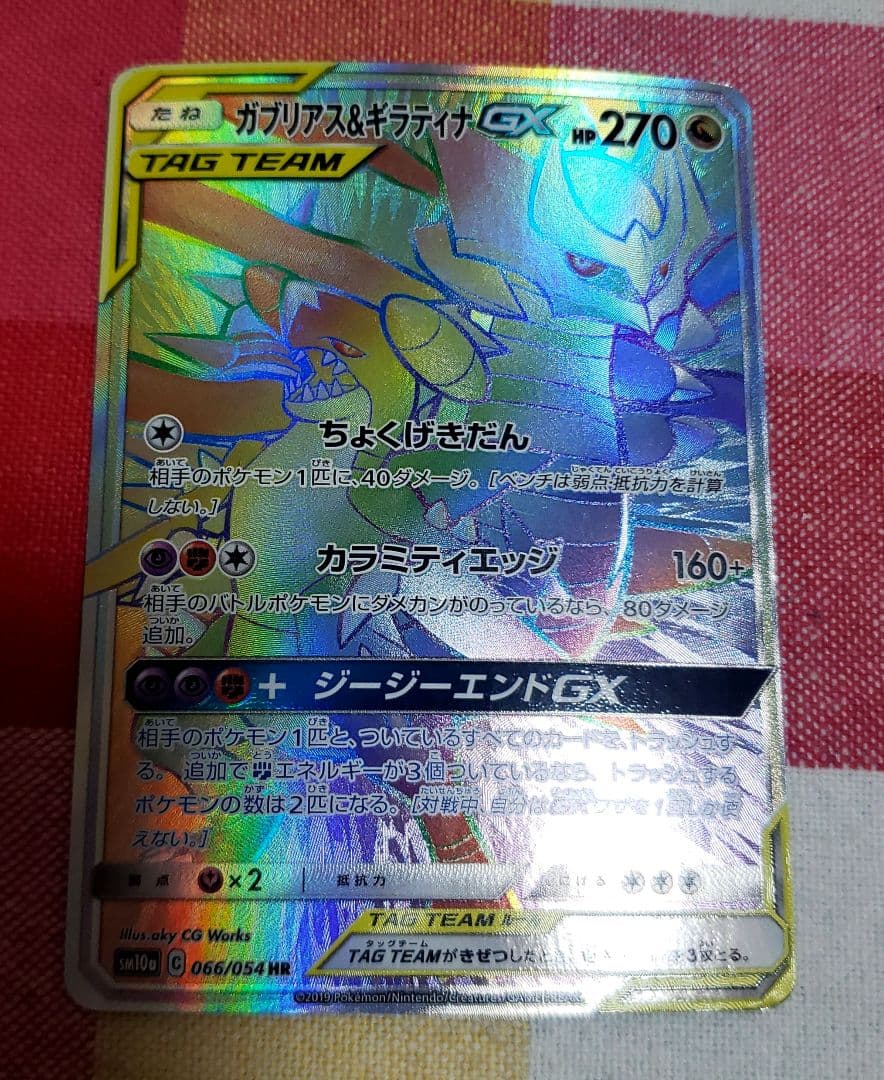 たね ガブリアス&ギラティナGX HP270
TAG TEAM
ちょくげきだん
相手のポケモン1匹に、40ダメージ。[ベンチは弱点・抵抗力を計算
しない。]
カラミティエッジ 160+
相手のバトルポケモンにダメカンがのっているなら、80ダメージ
追加。
+ ジージーエンドGX
相手のポケモン1匹と、ついているすべてのカードを、トラッシュす
る。追加でエネルギーが3個ついているなら、トラッシュする
ポケモンの数は2匹になる。[対戦中、自分は
えない。]
弱点 ×2 抵抗力 にげる
TAG TEAM
Illus.aky CG Works
TAG TEAMがきぜつしたとき、
とる。
SM10a C 066/054 HR
©2019 Pokémon/Nintendo/Creatures/GAME FREAK